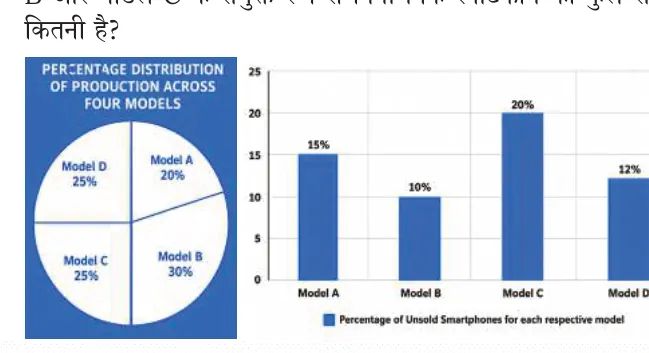 कितनी है?
PERCENTAGE DISTRIBUTION
OF PRODUCTION ACROSS
FOUR MODELS
Model D
25%
Model A
20%
Model C
25%
Model B
30%
25
20
15
10
5
0
15%
10%
20%
12%
Model A
Model B
Model C
Model D
Percentage of Unsold Smartphones for each respective model